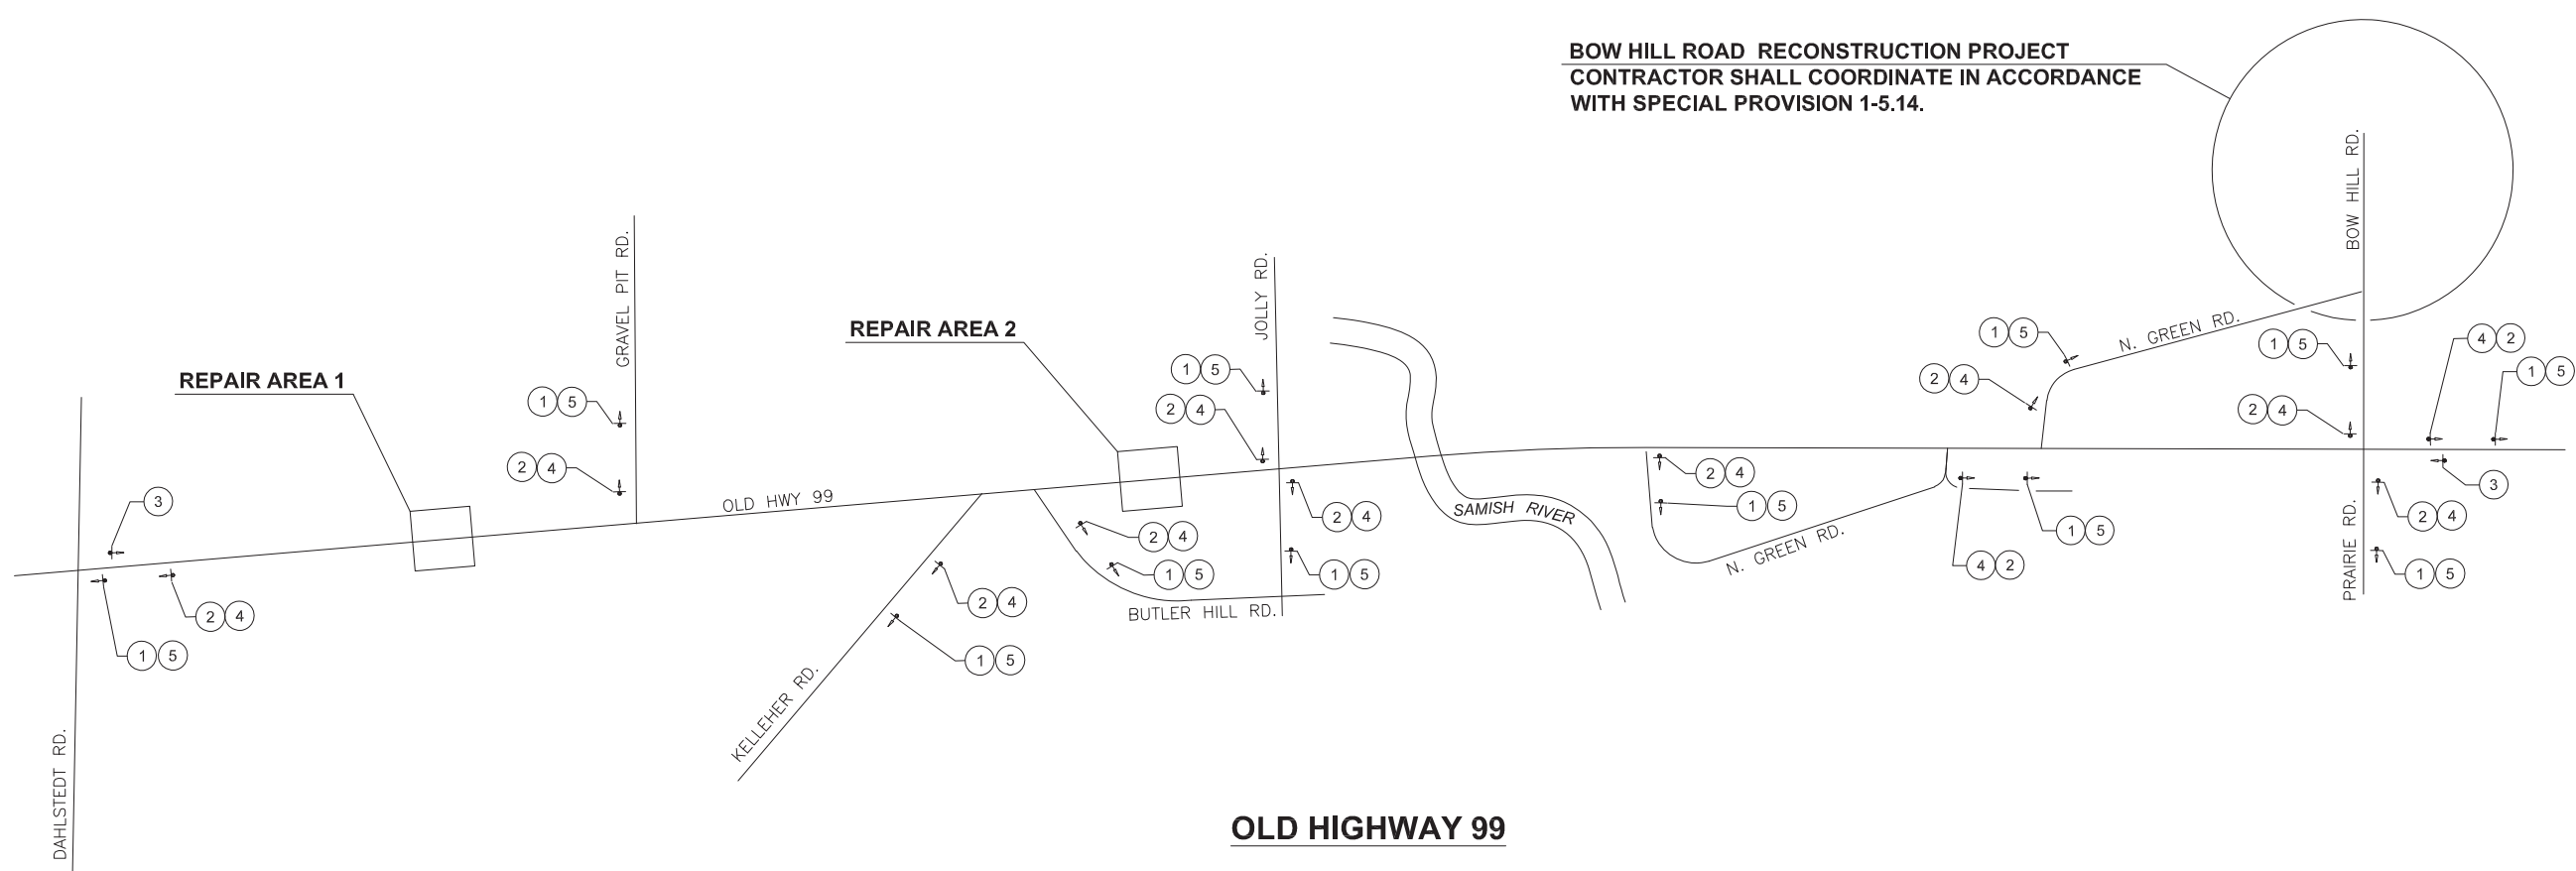 BOW HILL ROAD RECONSTRUCTION PROJECT
CONTRACTOR SHALL COORDINATE IN ACCORDANCE
WITH SPECIAL PROVISION 1-5.14.
BOW HILL RD.
GRAVEL PIT RD.
JOLLY RD.
REPAIR AREA 2
REPAIR AREA 1
N. GREEN RD.
1 5
2 4
1 5
2 4
1 5
2 4
1 5
2 4
4 2
1 5
3
3
2 4
1 5
OLD HWY 99
2 4
1 5
2 4
1 5
BUTLER HILL RD.
2 4
1 5
KELLEHER RD.
SAMISH RIVER
2 4
1 5
N. GREEN RD.
4 2
1 5
2 4
1 5
PRAIRIE RD.
DAHLSTEDT RD.
OLD HIGHWAY 99